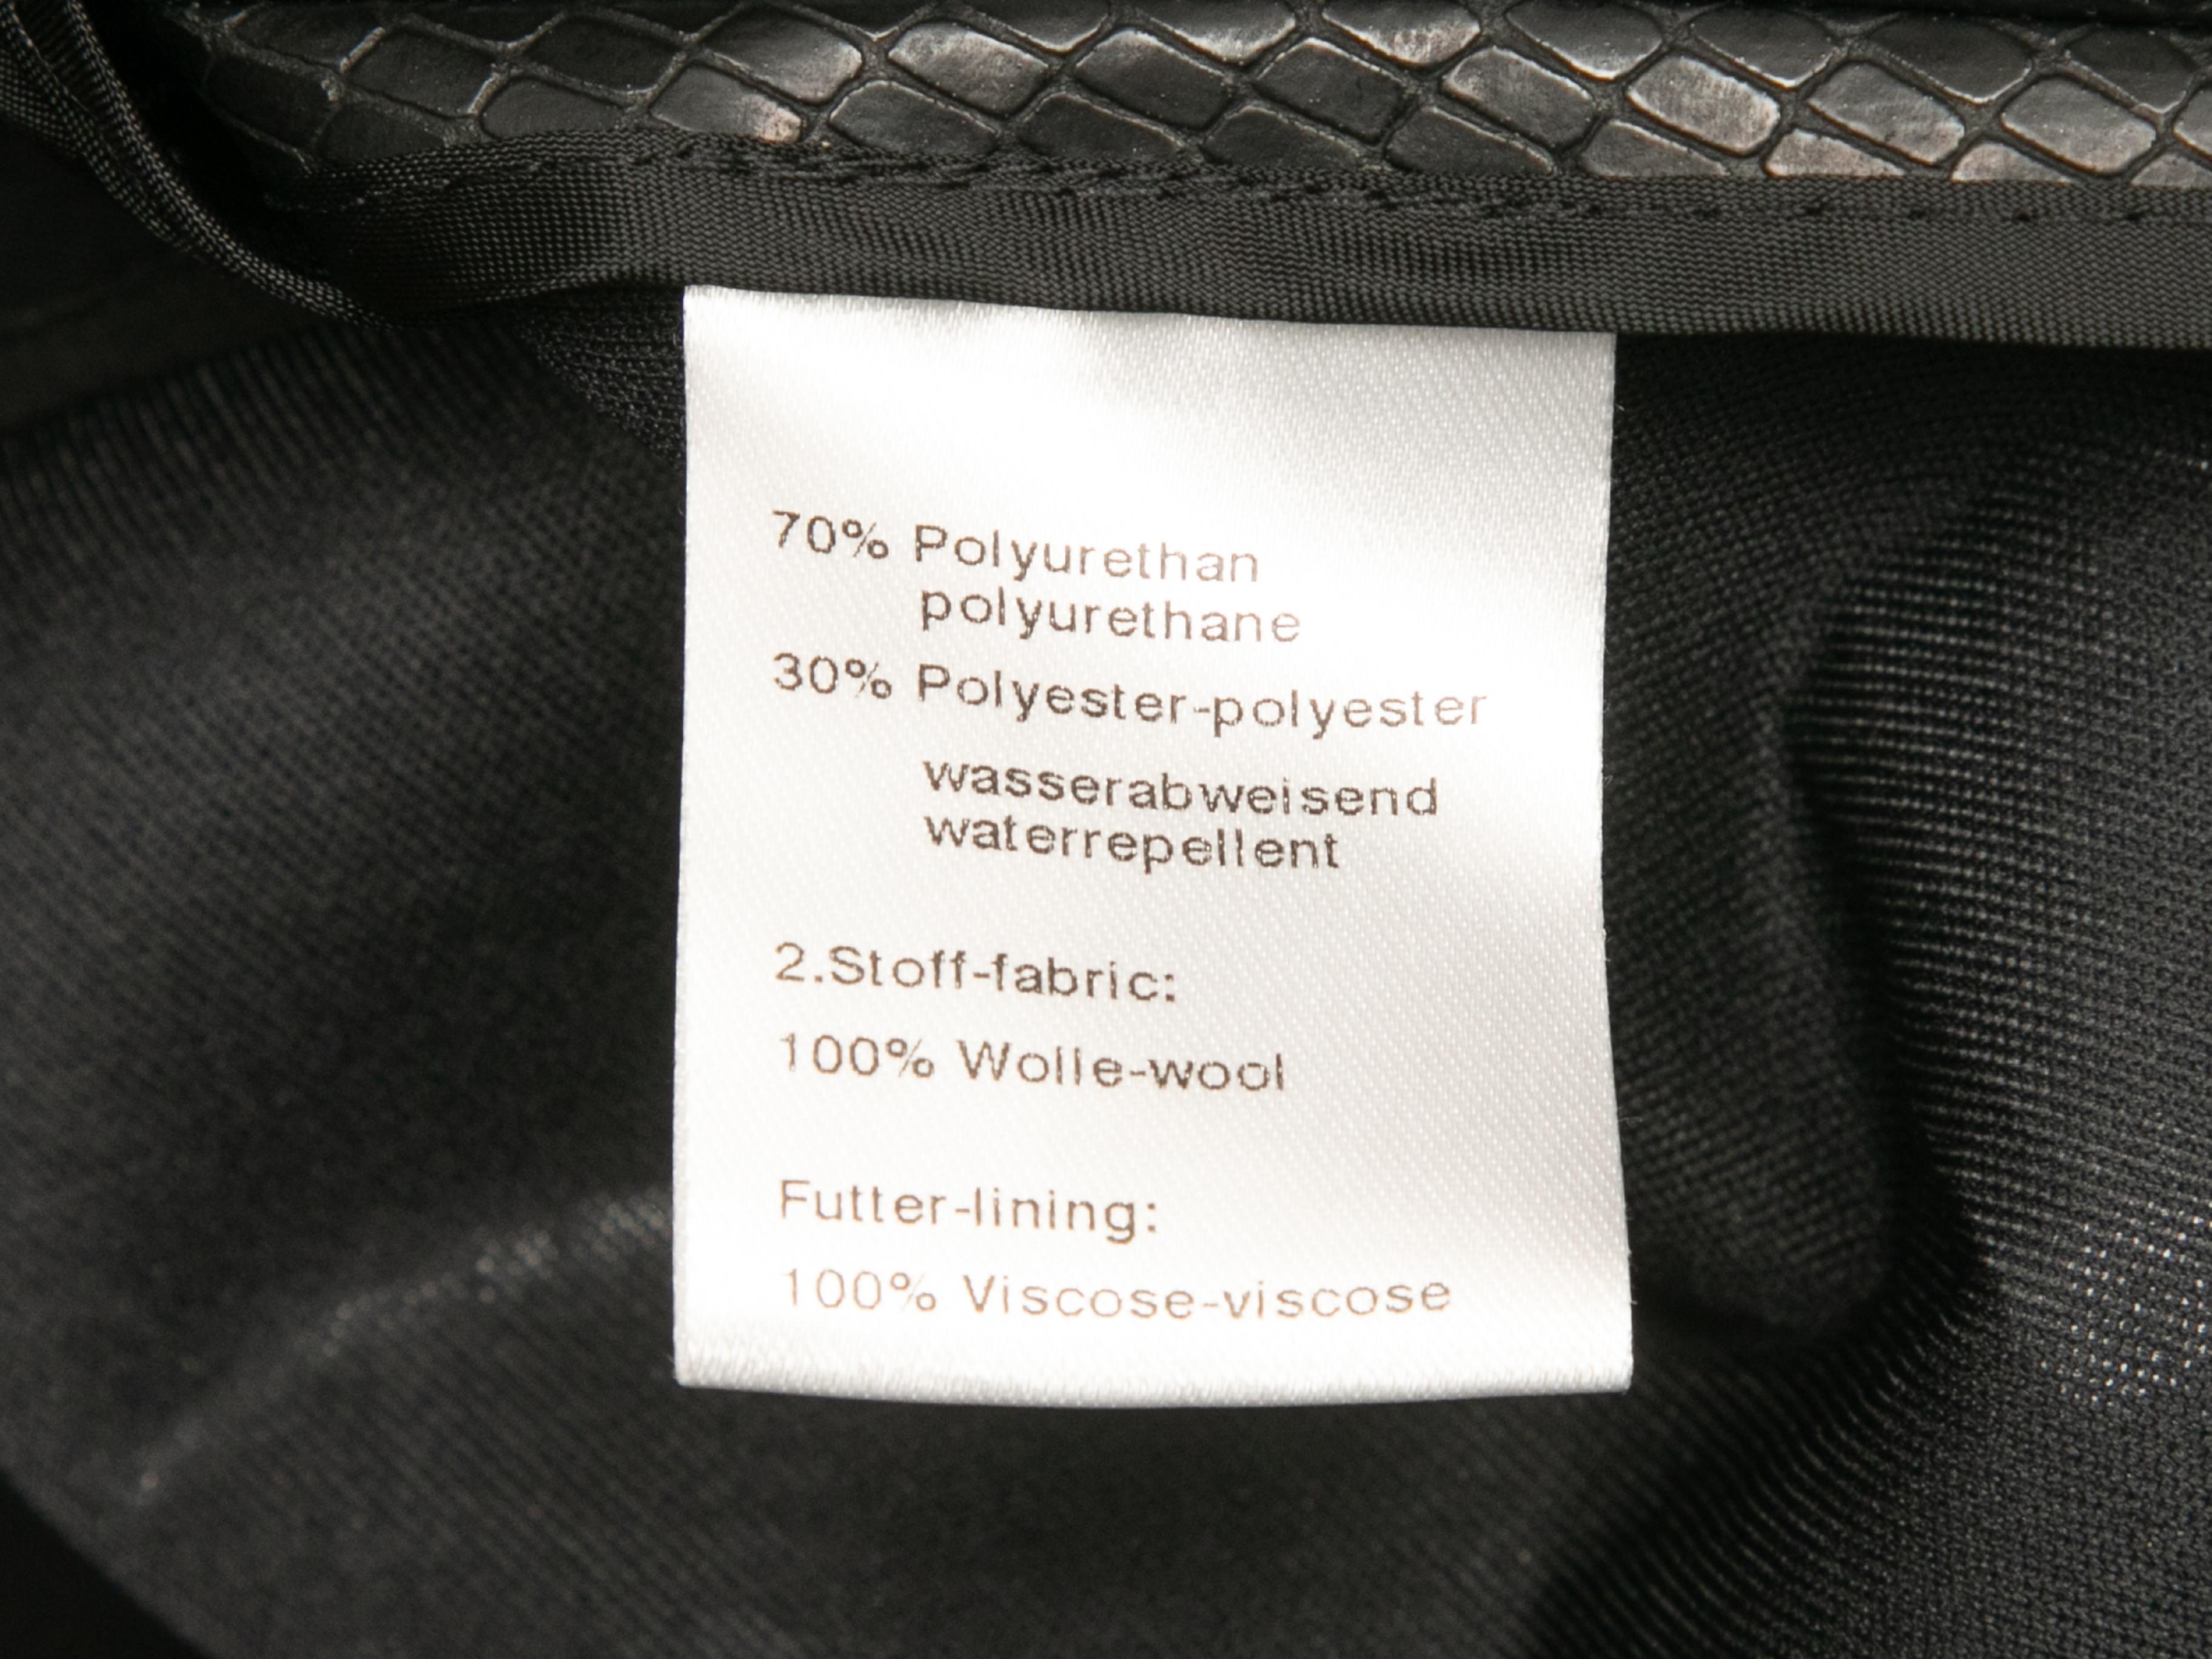 70% Polyurethan
polyurethane
30% Polyester-polyester
wasserabweisend
waterrepellent
2.Stoff-fabric:
100% Wolle-wool
Futter-lining:
100% Viscose-viscose